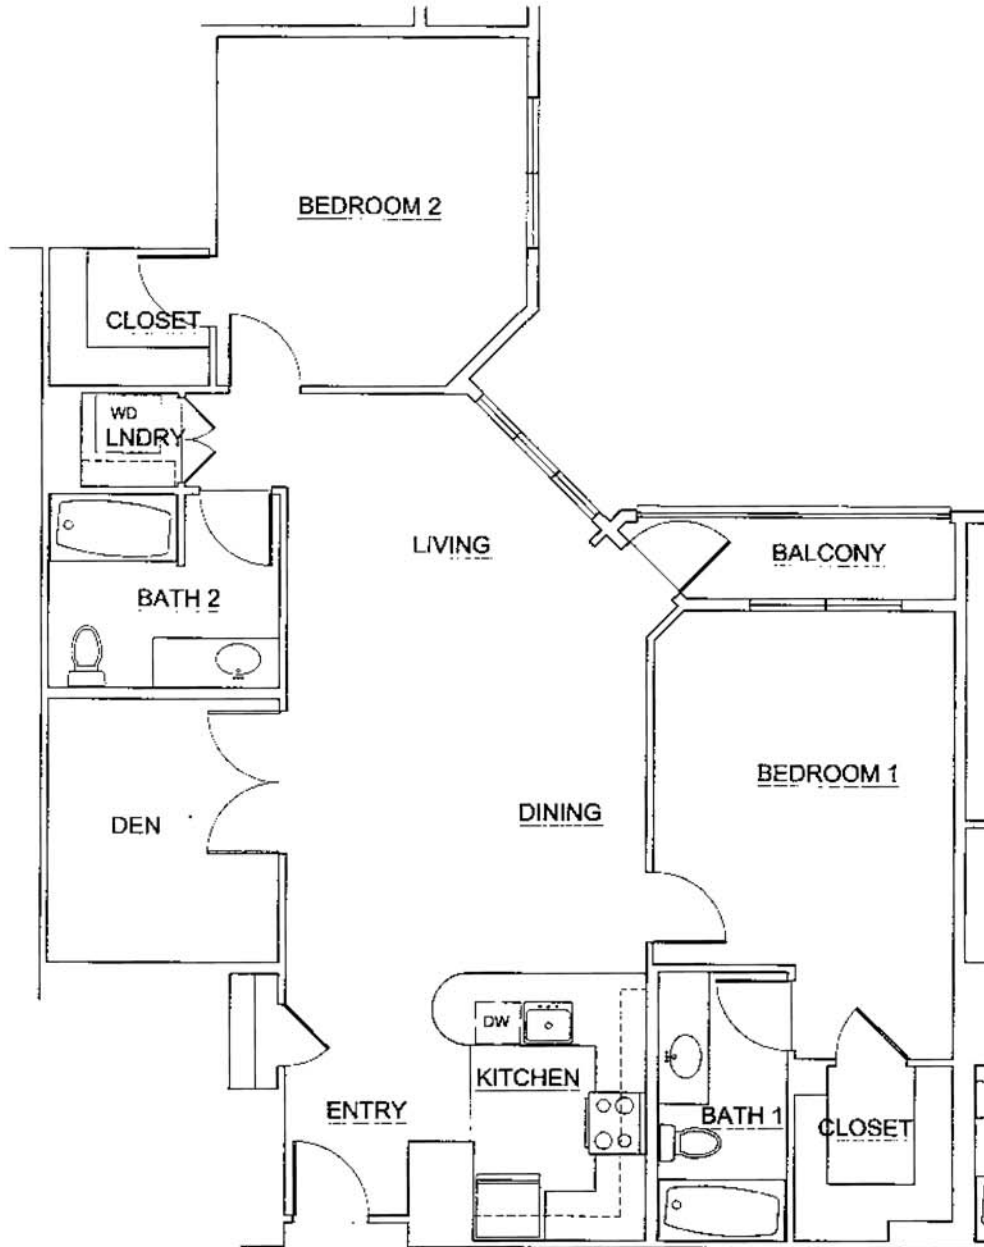 BEDROOM 2
CLOSET
WD
LNDRY
LIVING
BALCONY
BATH 2
BEDROOM 1
DINING
DEN
DW
KITCHEN
ENTRY
BATH 1
CLOSET